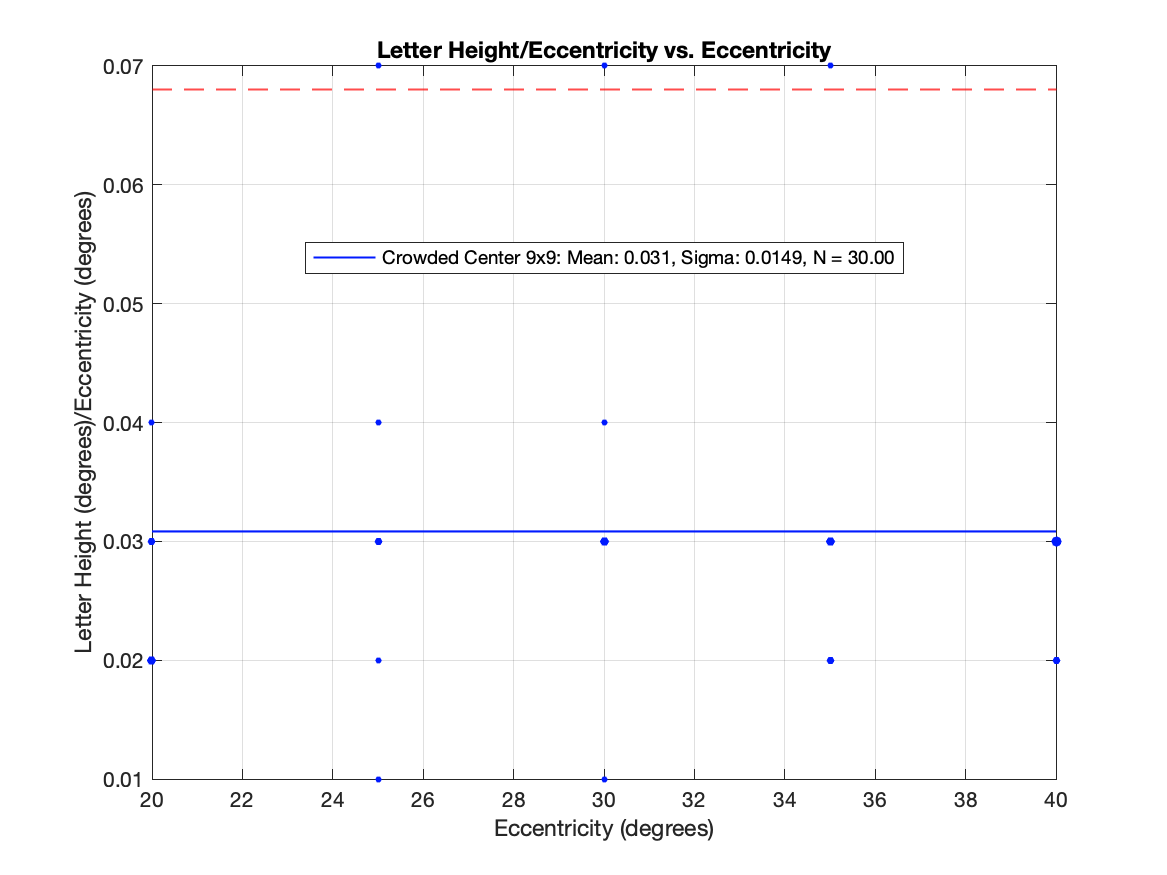 Letter Height/Eccentricity vs. Eccentricity
0.07
0.06
0.05
0.04
0.03
0.02
0.01
Letter Height (degrees)/Eccentricity (degrees)
Crowded Center 9x9: Mean: 0.031, Sigma: 0.0149, N = 30.00
20 22 24 26 28 30 32 34 36 38 40
Eccentricity (degrees)